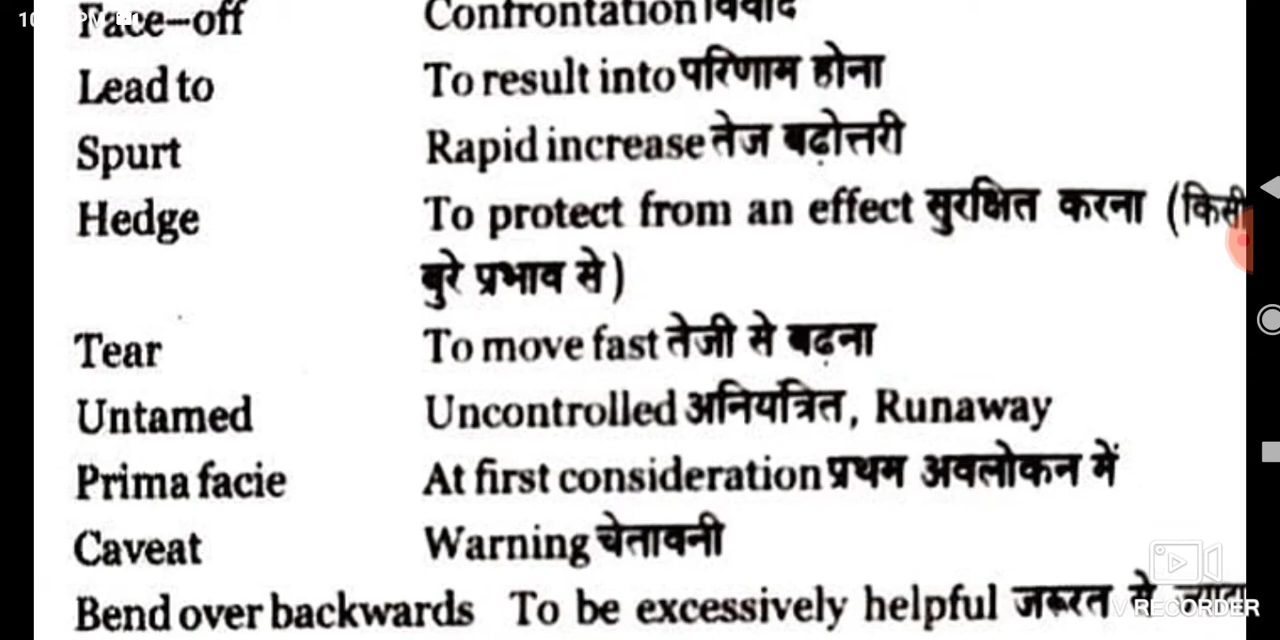 Face–off Confrontation विवाद
Lead to To result into परिणाम होना
Spurt Rapid increase तेज बढ़ोत्तरी
Hedge To protect from an effect सुरक्षित करना (किसी
बुरे प्रभाव से)
Tear To move fast तेजी से बढ़ना
Untamed Uncontrolled अनियंत्रित, Runaway
Prima facie At first consideration प्रथम अवलोकन में
Caveat Warning चेतावनी
Bend over backwards To be excessively helpful जरूरत से
V RECORDER